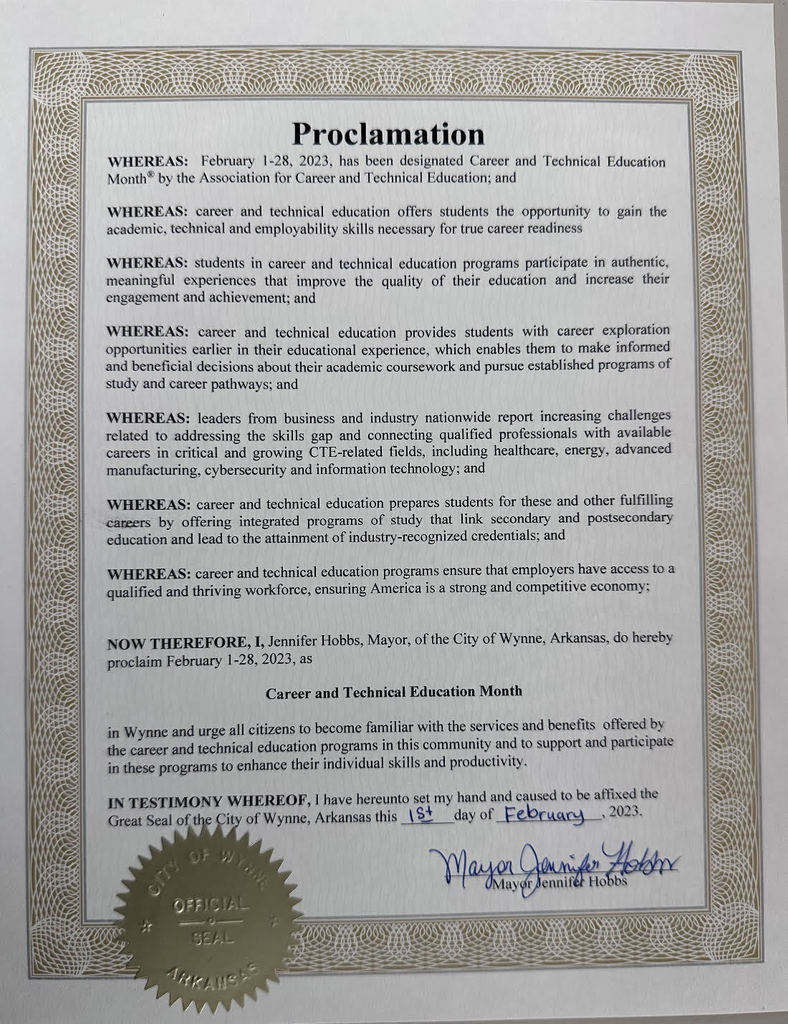 Proclamation
WHEREAS: February 1-28, 2023, has been designated Career and Technical Education
Month® by the Association for Career and Technical Education; and
WHEREAS: career and technical education offers students the opportunity to gain the
academic, technical and employability skills necessary for true career readiness
WHEREAS: students in career and technical education programs participate in authentic,
meaningful experiences that improve the quality of their education and increase their
engagement and achievement; and
WHEREAS: career and technical education provides students with career exploration
opportunities earlier in their educational experience, which enables them to make informed
and beneficial decisions about their academic coursework and pursue established programs of
study and career pathways; and
WHEREAS: leaders from business and industry nationwide report increasing challenges
related to addressing the skills gap and connecting qualified professionals with available
careers in critical and growing CTE-related fields, including healthcare, energy, advanced
manufacturing, cybersecurity and information technology; and
WHEREAS: career and technical education prepares students for these and other fulfilling
careers by offering integrated programs of study that link secondary and postsecondary
education and lead to the attainment of industry-recognized credentials; and
WHEREAS: career and technical education programs ensure that employers have access to a
qualified and thriving workforce, ensuring America is a strong and competitive economy;
NOW THEREFORE, I, Jennifer Hobbs, Mayor, of the City of Wynne, Arkansas, do hereby
proclaim February 1-28, 2023, as
Career and Technical Education Month
in Wynne and urge all citizens to become familiar with the services and benefits offered by
the career and technical education programs in this community and to support and participate
in these programs to enhance their individual skills and productivity.
IN TESTIMONY WHEREOF, I have hereunto set my hand and caused to be affixed the
Great Seal of the City of Wynne, Arkansas this 1st day of February, 2023.
Mayor Jennifer Hobbs
Mayor Jennifer Hobbs
CITY OF WYNNE
OFFICIAL
SEAL
ARKANSAS